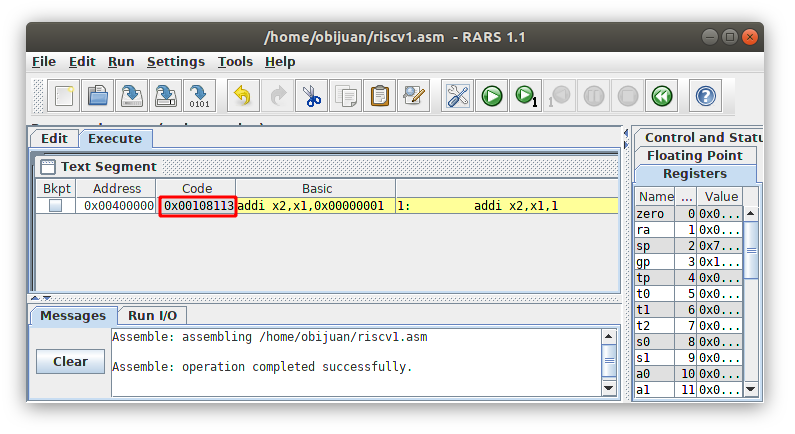 /home/obijuan/riscv1.asm - RARS 1.1
File Edit Run Settings Tools Help
0101 1 1
Edit Execute
Control and Statu
Floating Point
Registers
Text Segment
Bkpt Address Code Basic
0x00400000 0x00108113 addi x2,x1,0x00000001 1: addi x2,x1,1
Name ... Value
zero 0 0x0...
ra 1 0x0...
sp 2 0x7...
gp 3 0x1...
tp 4 0x0...
t0 5 0x0...
t1 6 0x0...
t2 7 0x0...
s0 8 0x0...
s1 9 0x0...
a0 10 0x0...
a1 11 0x0...
Messages Run I/O
Clear
Assemble: assembling /home/obijuan/riscv1.asm
Assemble: operation completed successfully.